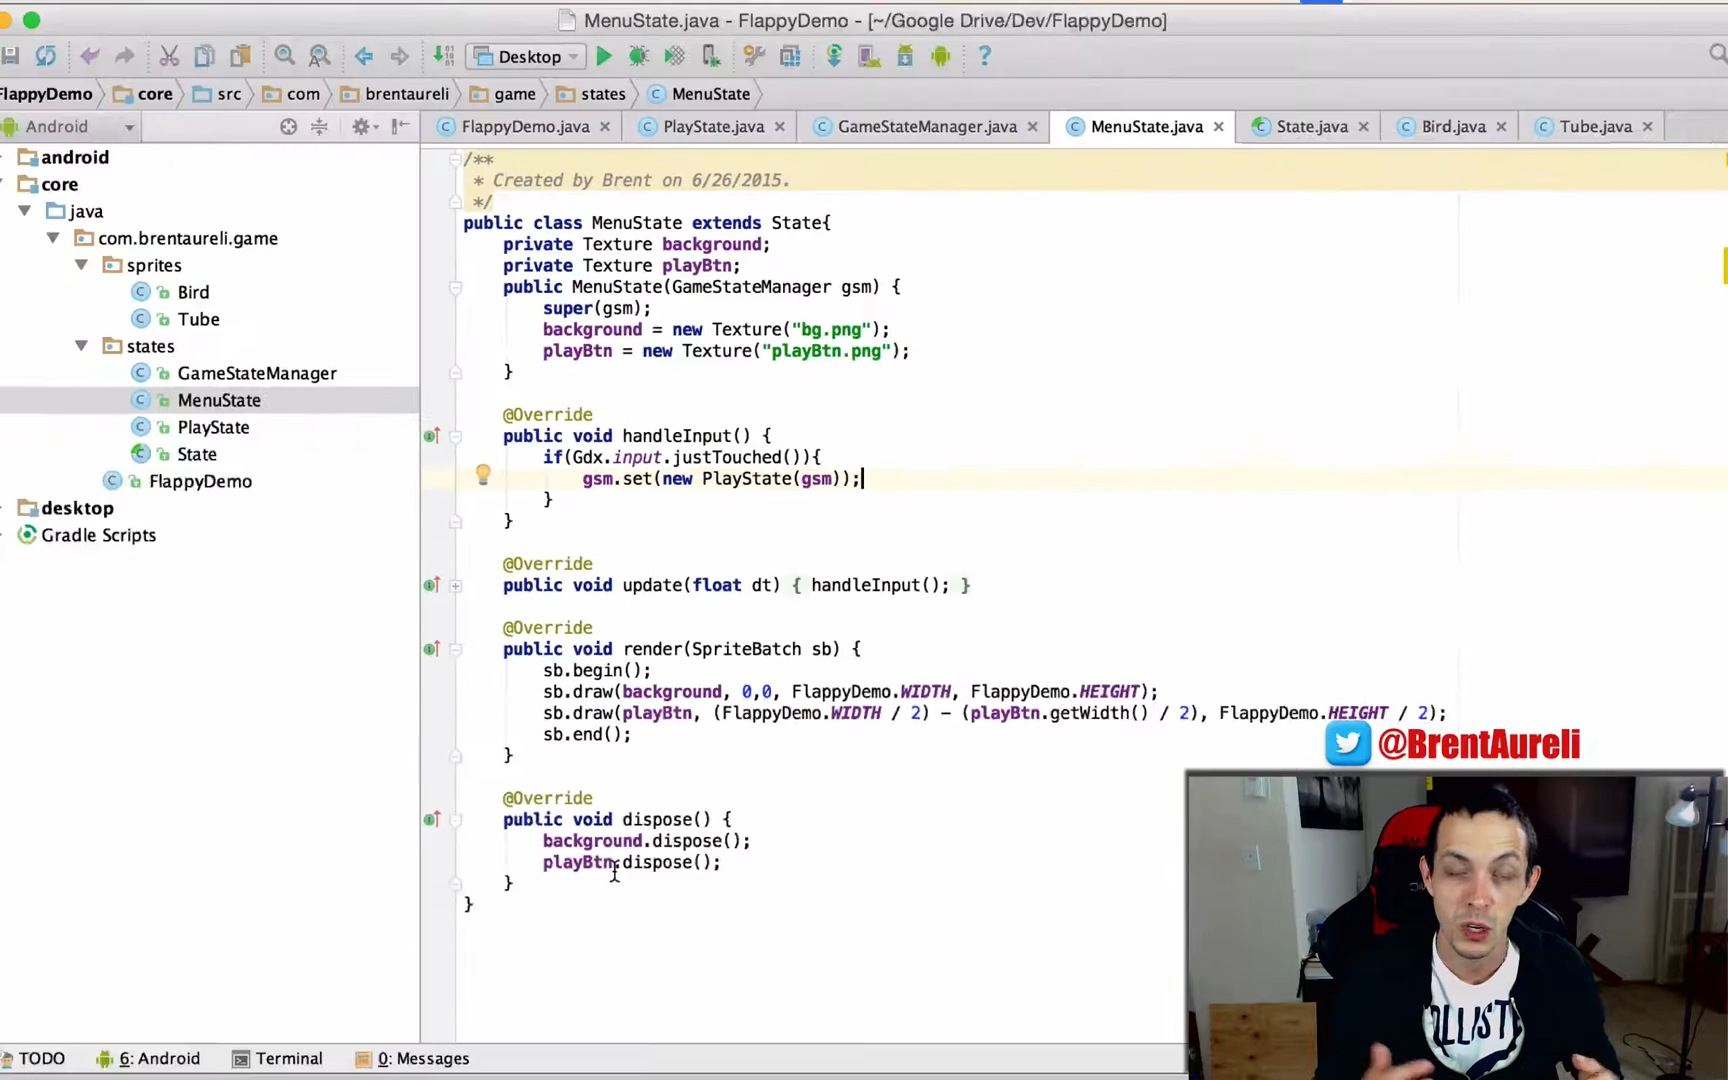 MenuState.java - FlappyDemo - [~/Google Drive/Dev/FlappyDemo]
Desktop
FlappyDemo core src com brentaureli game states MenuState
Android
FlappyDemo.java PlayState.java GameStateManager.java MenuState.java State.java Bird.java Tube.java
android
core
java
com.brentaureli.game
sprites
Bird
Tube
states
GameStateManager
MenuState
PlayState
State
FlappyDemo
desktop
Gradle Scripts
/**
* Created by Brent on 6/26/2015.
*/
public class MenuState extends State{
private Texture background;
private Texture playBtn;
public MenuState(GameStateManager gsm) {
super(gsm);
background = new Texture("bg.png");
playBtn = new Texture("playBtn.png");
}
@Override
public void handleInput() {
if(Gdx.input.justTouched()){
gsm.set(new PlayState(gsm));
}
}
@Override
public void update(float dt) { handleInput(); }
@Override
public void render(SpriteBatch sb) {
sb.begin();
sb.draw(background, 0,0, FlappyDemo.WIDTH, FlappyDemo.HEIGHT);
sb.draw(playBtn, (FlappyDemo.WIDTH / 2) - (playBtn.getWidth() / 2), FlappyDemo.HEIGHT / 2);
sb.end();
}
@Override
public void dispose() {
background.dispose();
playBtn.dispose();
}
}
@BrentAureli
TODO 6: Android Terminal 0: Messages